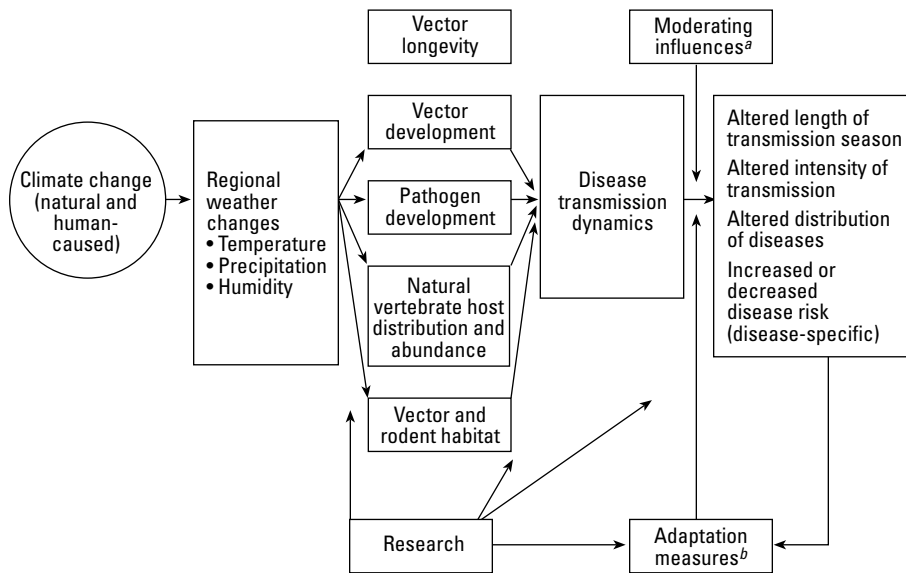 Vector
longevity
Moderating
influencesᵃ
Vector
development
Pathogen
development
Natural
vertebrate host
distribution and
abundance
Vector and
rodent habitat
Climate change
(natural and
human-
caused)
Regional
weather
changes
• Temperature
• Precipitation
• Humidity
Disease
transmission
dynamics
Altered length of
transmission season
Altered intensity of
transmission
Altered distribution
of diseases
Increased or
decreased
disease risk
(disease-specific)
Research
Adaptation
measuresᵇ